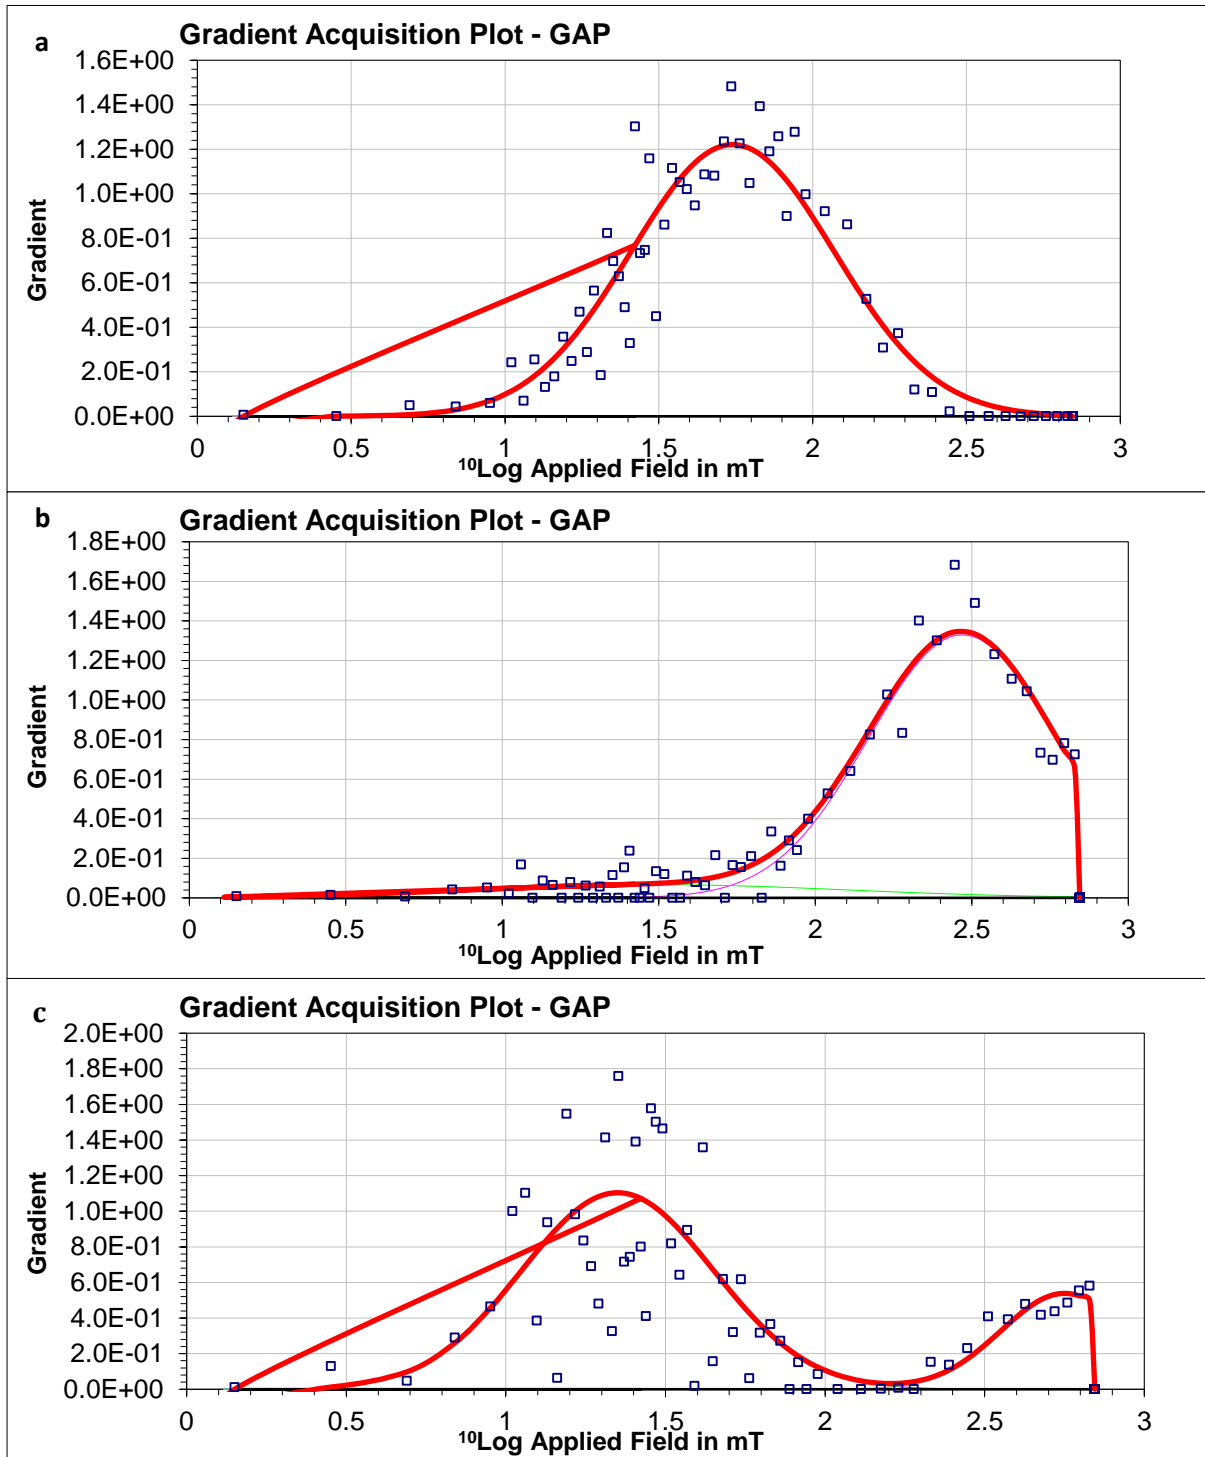 a
Gradient Acquisition Plot - GAP
1.6E+00
1.4E+00
1.2E+00
1.0E+00
8.0E-01
6.0E-01
4.0E-01
2.0E-01
0.0E+00
Gradient
0 0.5 1 1.5 2 2.5 3
¹⁰Log Applied Field in mT
b
Gradient Acquisition Plot - GAP
1.8E+00
1.6E+00
1.4E+00
1.2E+00
1.0E+00
8.0E-01
6.0E-01
4.0E-01
2.0E-01
0.0E+00
Gradient
0 0.5 1 1.5 2 2.5 3
¹⁰Log Applied Field in mT
c
Gradient Acquisition Plot - GAP
2.0E+00
1.8E+00
1.6E+00
1.4E+00
1.2E+00
1.0E+00
8.0E-01
6.0E-01
4.0E-01
2.0E-01
0.0E+00
Gradient
0 0.5 1 1.5 2 2.5 3
¹⁰Log Applied Field in mT